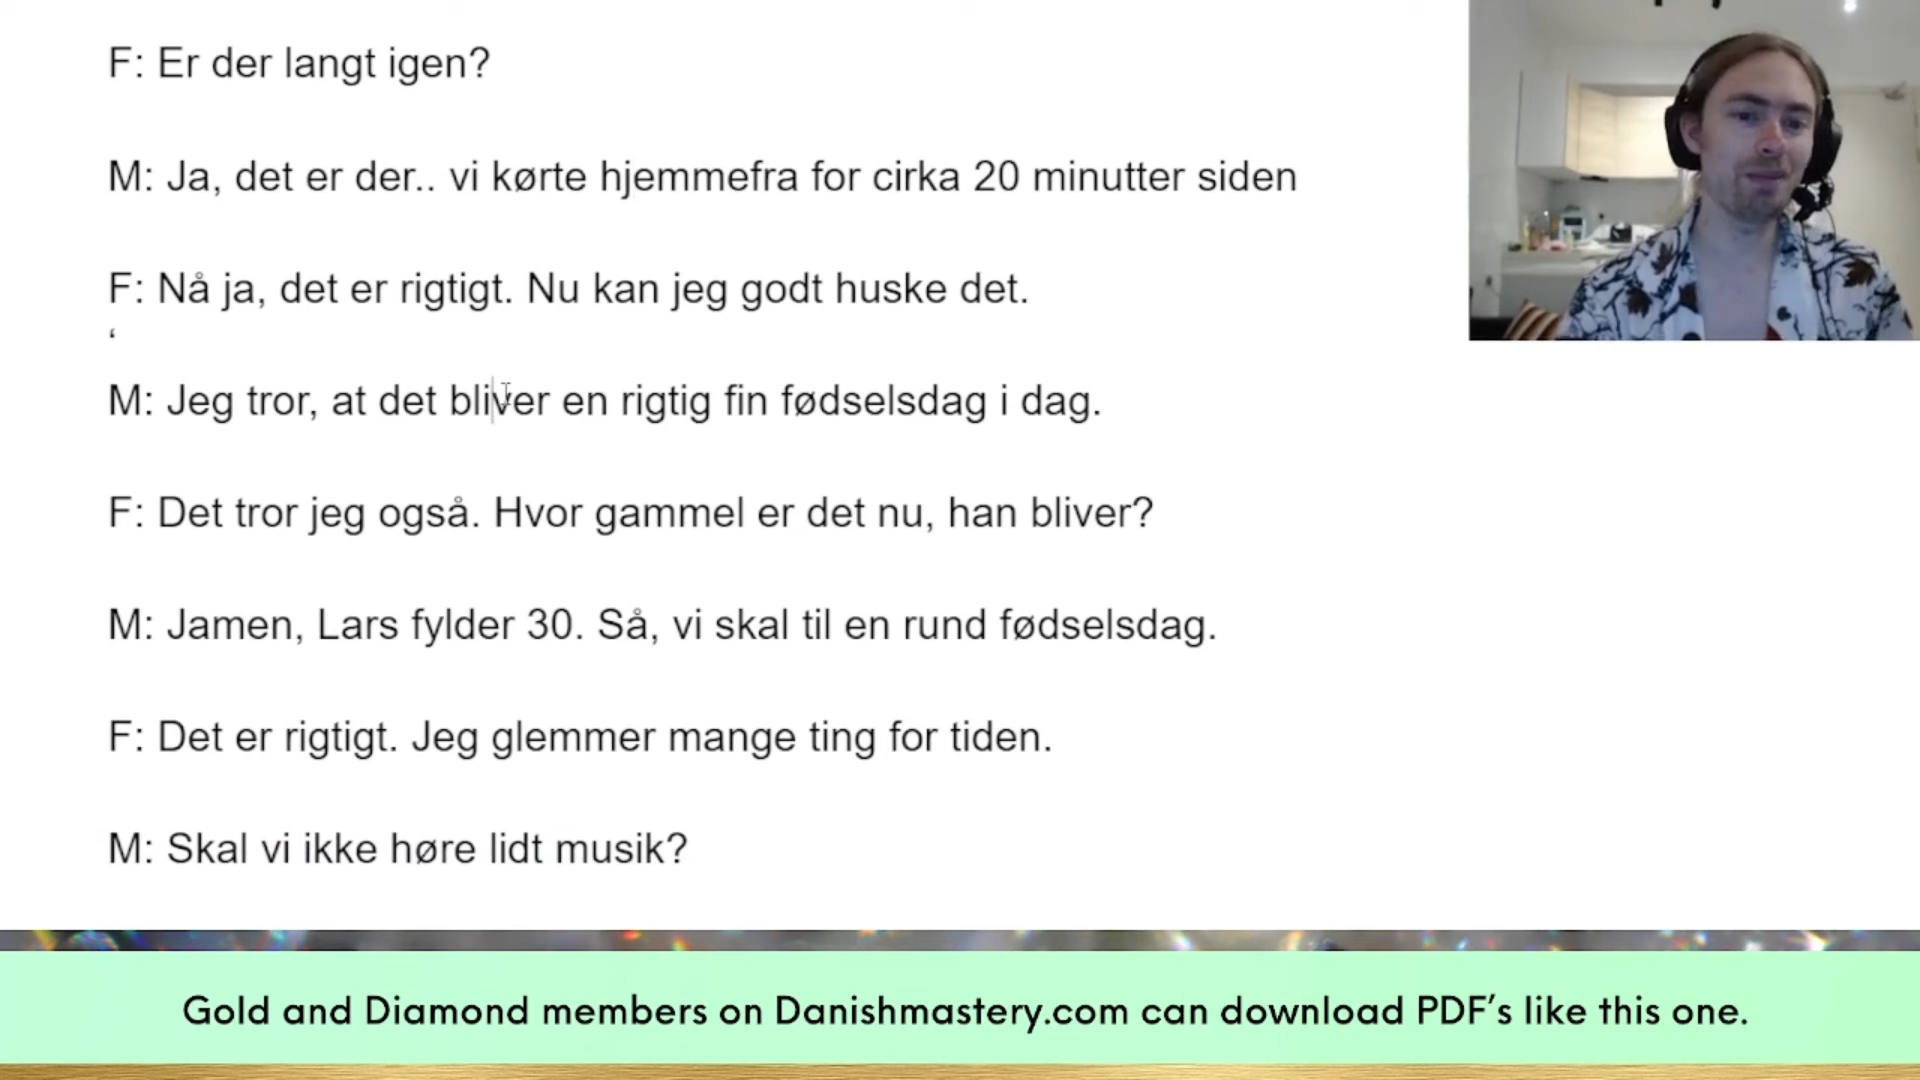 F: Er der langt igen?
M: Ja, det er der.. vi kørte hjemmefra for cirka 20 minutter siden
F: Nå ja, det er rigtigt. Nu kan jeg godt huske det.
‘
M: Jeg tror, at det bliver en rigtig fin fødselsdag i dag.
F: Det tror jeg også. Hvor gammel er det nu, han bliver?
M: Jamen, Lars fylder 30. Så, vi skal til en rund fødselsdag.
F: Det er rigtigt. Jeg glemmer mange ting for tiden.
M: Skal vi ikke høre lidt musik?
Gold and Diamond members on Danishmastery.com can download PDF’s like this one.